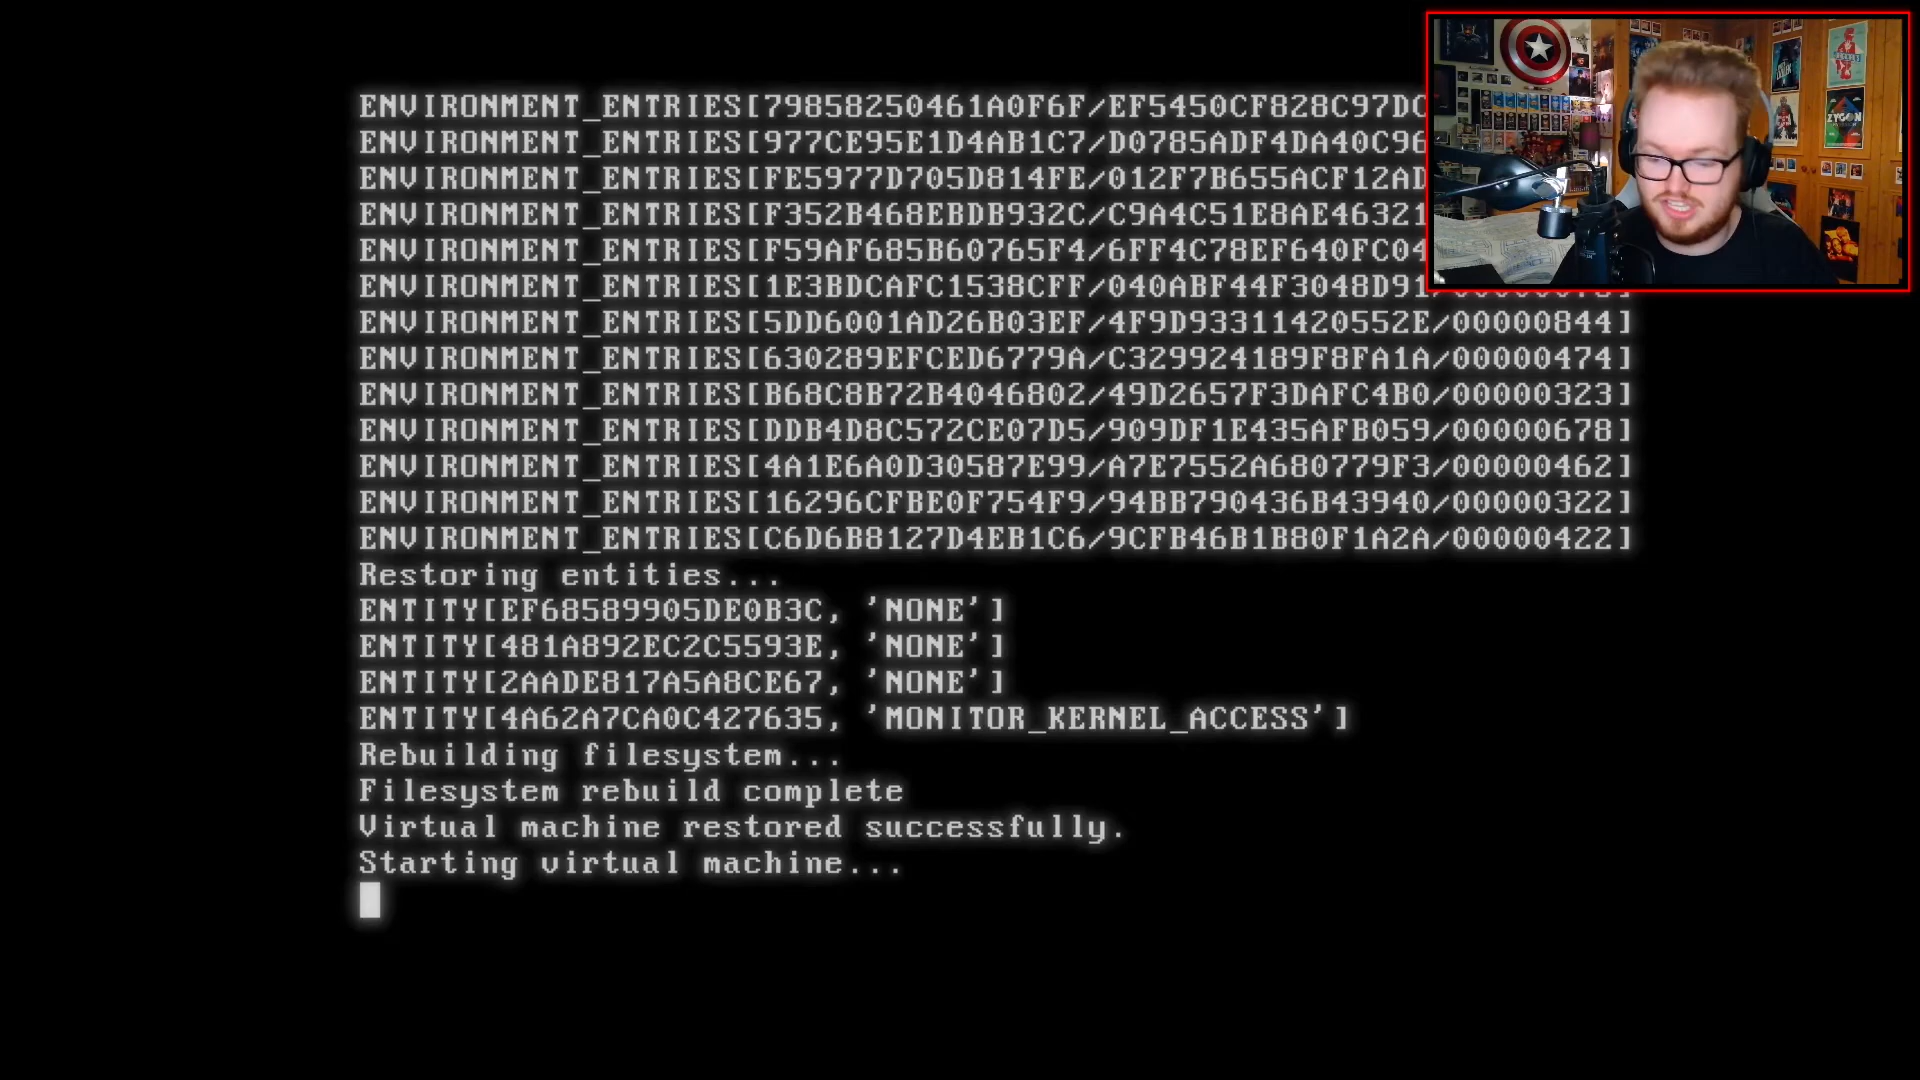 ENVIRONMENT_ENTRIES[79858250461A0F6F/EF5450CF828C97DC
ENVIRONMENT_ENTRIES[977CE95E1D4AB1C7/D0785ADF4DA40C96
ENVIRONMENT_ENTRIES[FE5977D705D814FE/012F7B655ACF12AD
ENVIRONMENT_ENTRIES[F352B468EBDB932C/C9A4C51E8AE46321
ENVIRONMENT_ENTRIES[F59AF685B60765F4/6FF4C78EF640FC04
ENVIRONMENT_ENTRIES[1E3BDCAFC1538CFF/040ABF44F3048D91/
ENVIRONMENT_ENTRIES[5DD6001AD26B03EF/4F9D93311420552E/00000844]
ENVIRONMENT_ENTRIES[630289EFCED6779A/C329924189F8FA1A/00000474]
ENVIRONMENT_ENTRIES[B68C8B72B4046802/49D2657F3DAFC4B0/00000323]
ENVIRONMENT_ENTRIES[DDB4D8C572CE07D5/909DF1E435AFB059/00000678]
ENVIRONMENT_ENTRIES[4A1E6A0D30587E99/A7E7552A680779F3/00000462]
ENVIRONMENT_ENTRIES[16296CFBE0F754F9/94BB790436B43940/00000322]
ENVIRONMENT_ENTRIES[C6D6B8127D4EB1C6/9CFB46B1B80F1A2A/00000422]
Restoring entities...
ENTITY[EF68589905DE0B3C, 'NONE']
ENTITY[481A892EC2C5593E, 'NONE']
ENTITY[2AADE817A5A8CE67, 'NONE']
ENTITY[4A62A7CA0C427635, 'MONITOR_KERNEL_ACCESS']
Rebuilding filesystem...
Filesystem rebuild complete
Virtual machine restored successfully.
Starting virtual machine...
ZYGON